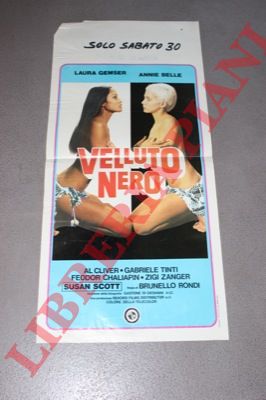 SOLO SABATO 30
LAURA GEMSER ANNIE BELLE
VELLUTO
NERO
AL CLIVER • GABRIELE TINTI
FEODOR CHALIAPIN • ZIGI ZANGER
SUSAN SCOTT BRUNELLO RONDI
LIBER PIANI